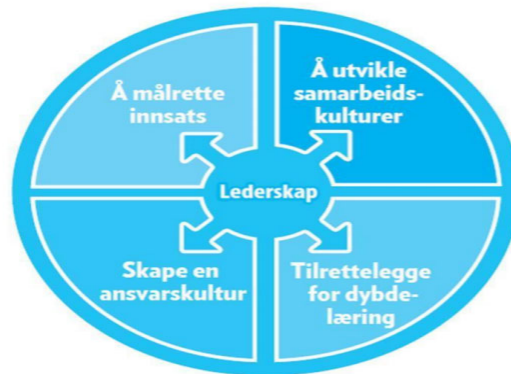 Å målrette
innsats
Å utvikle
samarbeids-
kulturer
Lederskap
Skape en
ansvarskultur
Tilrettelegge
for dybde-
læring